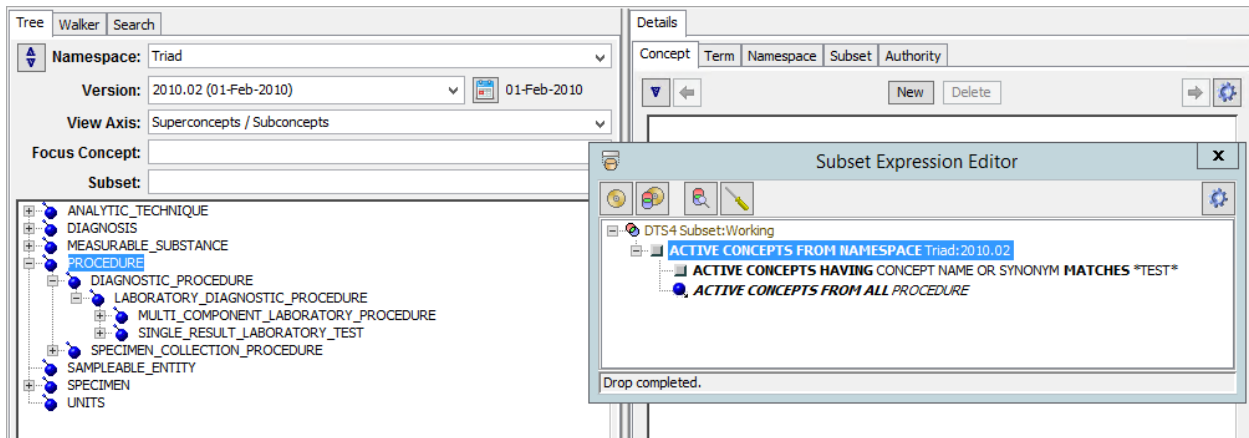 Tree Walker Search
Namespace: Triad
Version: 2010.02 (01-Feb-2010) 01-Feb-2010
View Axis: Superconcepts / Subconcepts
Focus Concept:
Subset:
ANALYTIC_TECHNIQUE
DIAGNOSIS
MEASURABLE_SUBSTANCE
PROCEDURE
DIAGNOSTIC_PROCEDURE
LABORATORY_DIAGNOSTIC_PROCEDURE
MULTI_COMPONENT_LABORATORY_PROCEDURE
SINGLE_RESULT_LABORATORY_TEST
SPECIMEN_COLLECTION_PROCEDURE
SAMPLEABLE_ENTITY
SPECIMEN
UNITS
Details
Concept Term Namespace Subset Authority
New Delete
Subset Expression Editor x
DTS4 Subset:Working
ACTIVE CONCEPTS FROM NAMESPACE Triad:2010.02
ACTIVE CONCEPTS HAVING CONCEPT NAME OR SYNONYM MATCHES *TEST*
ACTIVE CONCEPTS FROM ALL PROCEDURE
Drop completed.